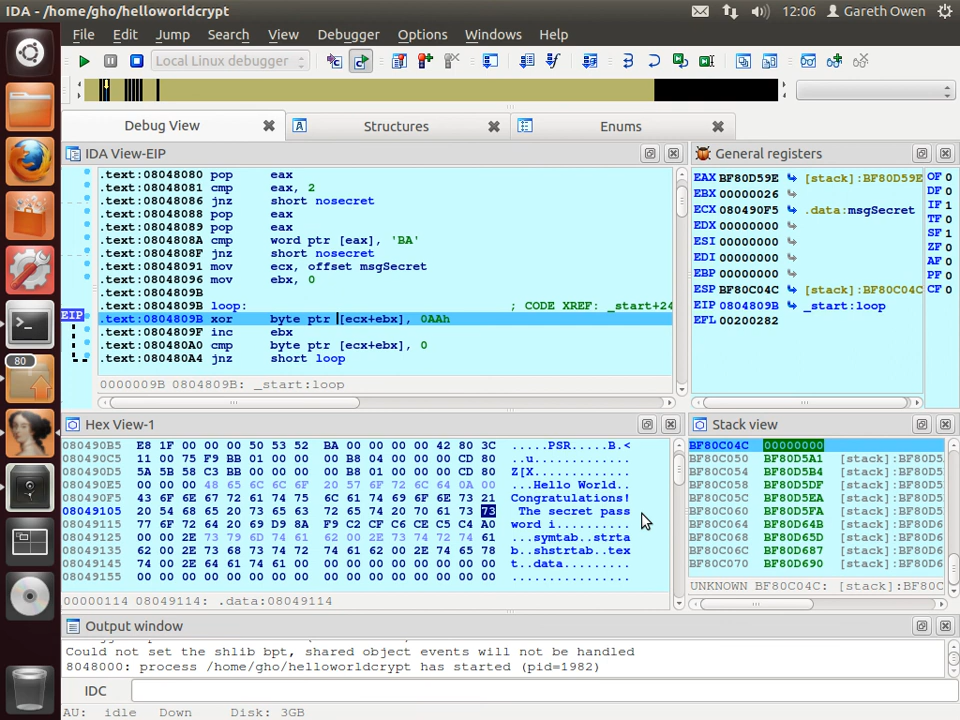 IDA - /home/gho/helloworldcrypt
12:06 Gareth Owen
File Edit Jump Search View Debugger Options Windows Help
Local Linux debugger
Debug View Structures Enums
IDA View-EIP
.text:08048080 pop eax
.text:08048081 cmp eax, 2
.text:08048086 jnz short nosecret
.text:08048088 pop eax
.text:08048089 pop eax
.text:0804808A cmp word ptr [eax], 'BA'
.text:0804808F jnz short nosecret
.text:08048091 mov ecx, offset msgSecret
.text:08048096 mov ebx, 0
.text:0804809B
.text:0804809B loop: ; CODE XREF: _start+24
EIP .text:0804809B xor byte ptr [ecx+ebx], 0AAh
.text:0804809F inc ebx
.text:080480A0 cmp byte ptr [ecx+ebx], 0
.text:080480A4 jnz short loop
0000009B 0804809B: _start:loop
General registers
EAX BF80D59E [stack]:BF80D59E OF 0
EBX 00000026 DF 0
ECX 080490F5 .data:msgSecret IF 1
EDX 00000000 TF 0
ESI 00000000 SF 1
EDI 00000000 ZF 0
EBP 00000000 AF 0
ESP BF80C04C [stack]:BF80C04C PF 0
EIP 0804809B _start:loop CF 0
EFL 00200282
Hex View-1
080490B5 E8 1F 00 00 00 50 53 52 BA 00 00 00 00 42 80 3C .....PSR.....B.<
080490C5 11 00 75 F9 BB 01 00 00 00 B8 04 00 00 00 CD 80 ..u.............
080490D5 5A 5B 58 C3 BB 00 00 00 00 B8 01 00 00 00 CD 80 Z[X.............
080490E5 00 00 00 48 65 6C 6C 6F 20 57 6F 72 6C 64 0A 00 ...Hello World..
080490F5 43 6F 6E 67 72 61 74 75 6C 61 74 69 6F 6E 73 21 Congratulations!
08049105 20 54 68 65 20 73 65 63 72 65 74 20 70 61 73 73 The secret pass
08049115 77 6F 72 64 20 69 D9 8A F9 C2 CF C6 CE C5 C4 A0 word i..........
08049125 00 00 2E 73 79 6D 74 61 62 00 2E 73 74 72 74 61 ...symtab..strta
08049135 62 00 2E 73 68 73 74 72 74 61 62 00 2E 74 65 78 b..shstrtab..tex
08049145 74 00 2E 64 61 74 61 00 00 00 00 00 00 00 00 00 t..data.........
08049155 00 00 00 00 00 00 00 00 00 00 00 00 00 00 00 00 ................
00000114 08049114: .data:08049114
Stack view
BF80C04C 00000000
BF80C050 BF80D5A1 [stack]:BF80D5
BF80C054 BF80D5B4 [stack]:BF80D5
BF80C058 BF80D5DF [stack]:BF80D5
BF80C05C BF80D5EA [stack]:BF80D5
BF80C060 BF80D5FA [stack]:BF80D5
BF80C064 BF80D64B [stack]:BF80D6
BF80C068 BF80D65D [stack]:BF80D6
BF80C06C BF80D687 [stack]:BF80D6
BF80C070 BF80D690 [stack]:BF80D6
UNKNOWN BF80C04C: [stack]:BF80C
Output window
Could not set the shlib bpt, shared object events will not be handled
8048000: process /home/gho/helloworldcrypt has started (pid=1982)
IDC
AU: idle Down Disk: 3GB
80